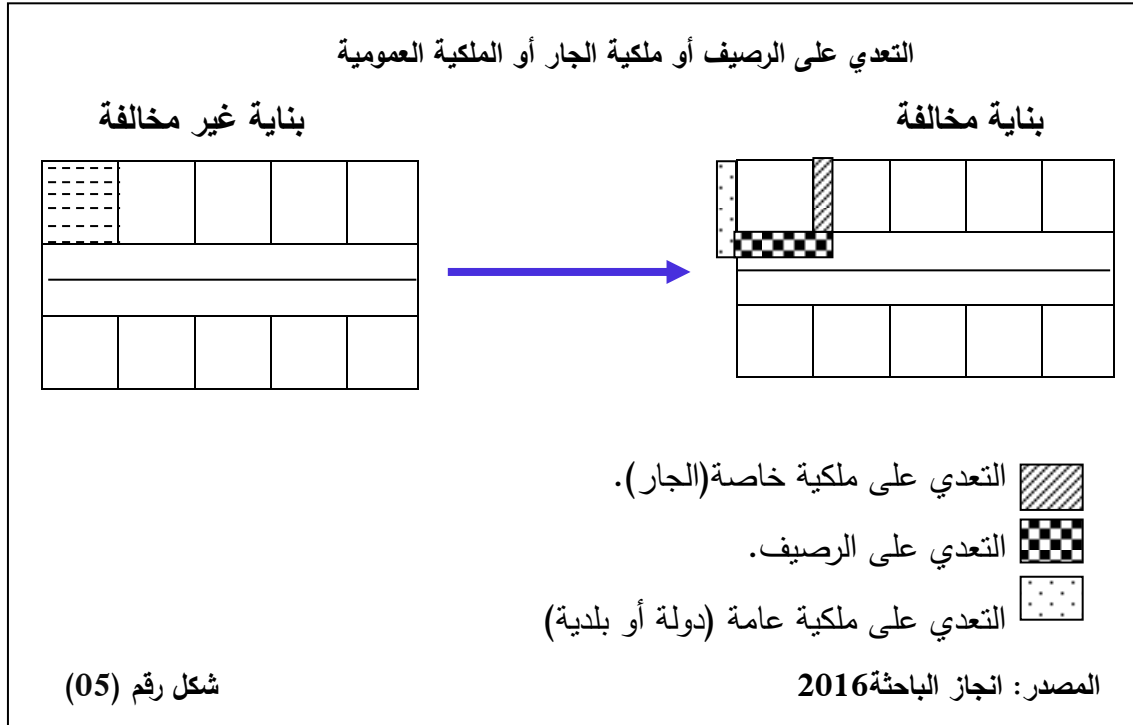 التعدي على الرصيف أو ملكية الجار أو الملكية العمومية
بناية مخالفة
بناية غير مخالفة
التعدي على ملكية خاصة(الجار).
التعدي على الرصيف.
التعدي على ملكية عامة (دولة أو بلدية)
المصدر: انجاز الباحثة2016
شكل رقم (05)